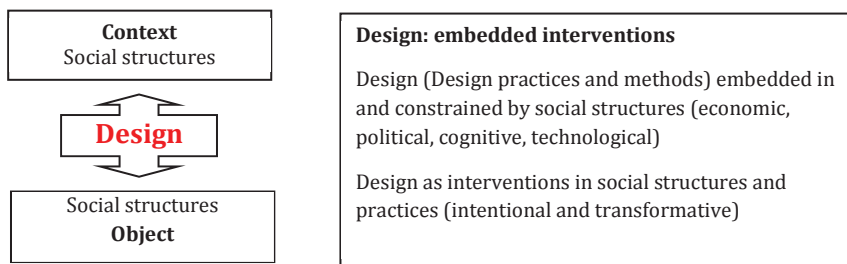 Context
Social structures
Design
Social structures
Object
Design: embedded interventions
Design (Design practices and methods) embedded in
and constrained by social structures (economic,
political, cognitive, technological)
Design as interventions in social structures and
practices (intentional and transformative)